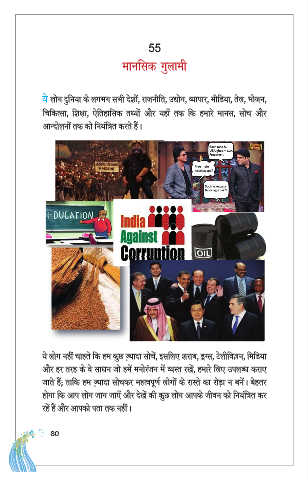 55
मानसिक गुलामी
ये लोग दुनिया के लगभग सभी देशों, राजनीति, उद्योग, व्यापार, मीडिया, तेल, भोजन,
चिकित्सा, शिक्षा, ऐतिहासिक तथ्यों और यहाँ तक कि हमारे मानस, सोच और
आन्दोलनों तक को नियंत्रित करते हैं।
EDUCATION
India
Against
Corruption
OIL
ये लोग नहीं चाहते कि हम कुछ ज़्यादा सोचें, इसलिए शराब, ड्रग्स, टेलीविज़न, मिडिया
और हर तरह के वे साधन जो हमें मनोरंजन में व्यस्त रखें, हमारे लिए उपलब्ध कराए
जाते हैं; ताकि हम ज़्यादा सोचकर महत्वपूर्ण लोगों के रास्ते का रोड़ा न बनें। बेहतर
होगा कि आप लोग जाग जायें और देखें की कुछ लोग आपके जीवन को नियंत्रित कर
रहें हैं और आपको पता तक नहीं।
80